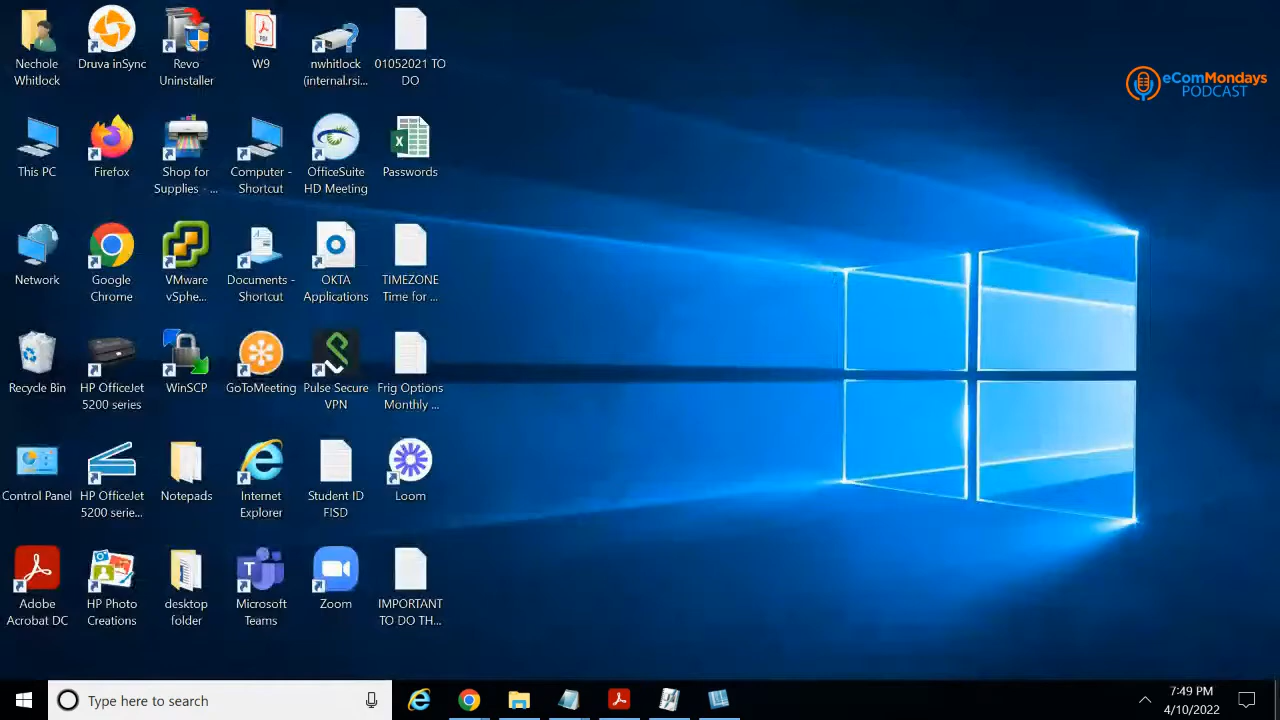 Nechole
Whitlock
Druva inSync
Revo
Uninstaller
W9
PDF
nwhitlock
(internal.rsi...
01052021 TO
DO
eComMondays
PODCAST
This PC
Firefox
Shop for
Supplies - ...
Computer -
Shortcut
OfficeSuite
HD Meeting
X
Passwords
Network
Google
Chrome
VMware
vSphe...
Documents -
Shortcut
OKTA
Applications
TIMEZONE
Time for ...
Recycle Bin
HP OfficeJet
5200 series
WinSCP
GoToMeeting
Pulse Secure
VPN
Frig Options
Monthly ...
Control Panel
HP OfficeJet
5200 serie...
Notepads
Internet
Explorer
Student ID
FISD
Loom
Adobe
Acrobat DC
HP Photo
Creations
desktop
folder
T
Microsoft
Teams
Zoom
IMPORTANT
TO DO TH...
Type here to search
7:49 PM
4/10/2022